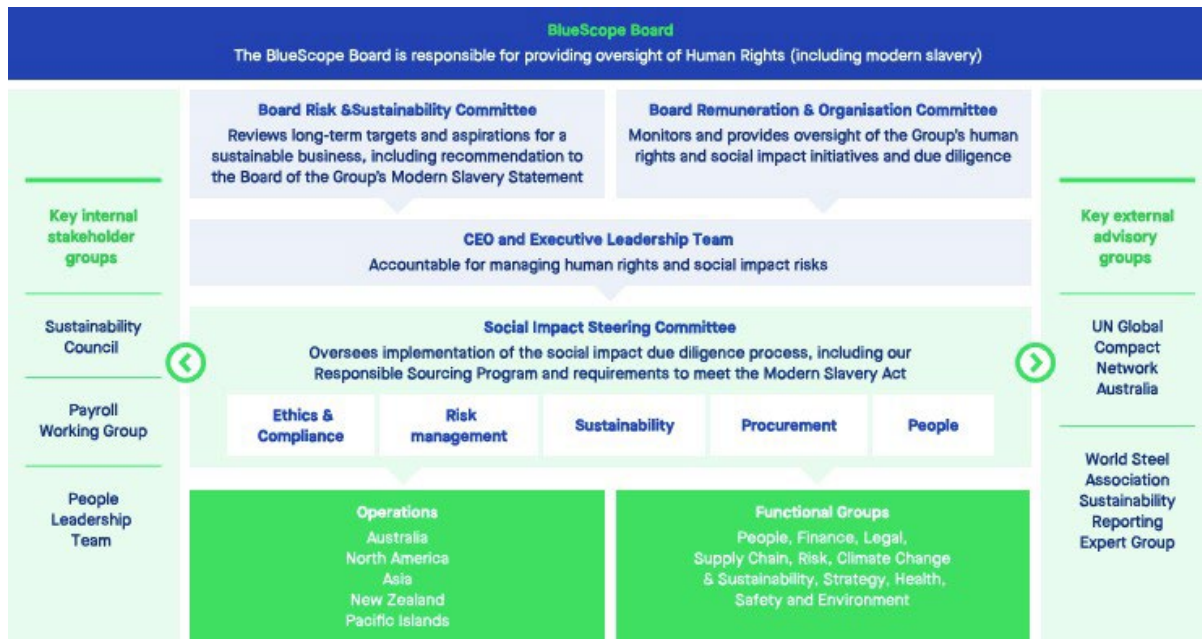 BlueScope Board
The BlueScope Board is responsible for providing oversight of Human Rights (including modern slavery)
Key internal
stakeholder
groups
Sustainability
Council
Payroll
Working Group
People
Leadership
Team
Board Risk &Sustainability Committee
Reviews long-term targets and aspirations for a
sustainable business, including recommendation to
the Board of the Group's Modern Slavery Statement
Board Remuneration & Organisation Committee
Monitors and provides oversight of the Group's human
rights and social impact initiatives and due diligence
CEO and Executive Leadership Team
Accountable for managing human rights and social impact risks
Social Impact Steering Committee
Oversees implementation of the social impact due diligence process, including our
Responsible Sourcing Program and requirements to meet the Modern Slavery Act
Ethics &
Compliance
Risk
management
Sustainability
Procurement
People
Operations
Australia
North America
Asia
New Zealand
Pacific Islands
Functional Groups
People, Finance, Legal,
Supply Chain, Risk, Climate Change
& Sustainability, Strategy, Health,
Safety and Environment
Key external
advisory
groups
UN Global
Compact
Network
Australia
World Steel
Association
Sustainability
Reporting
Expert Group